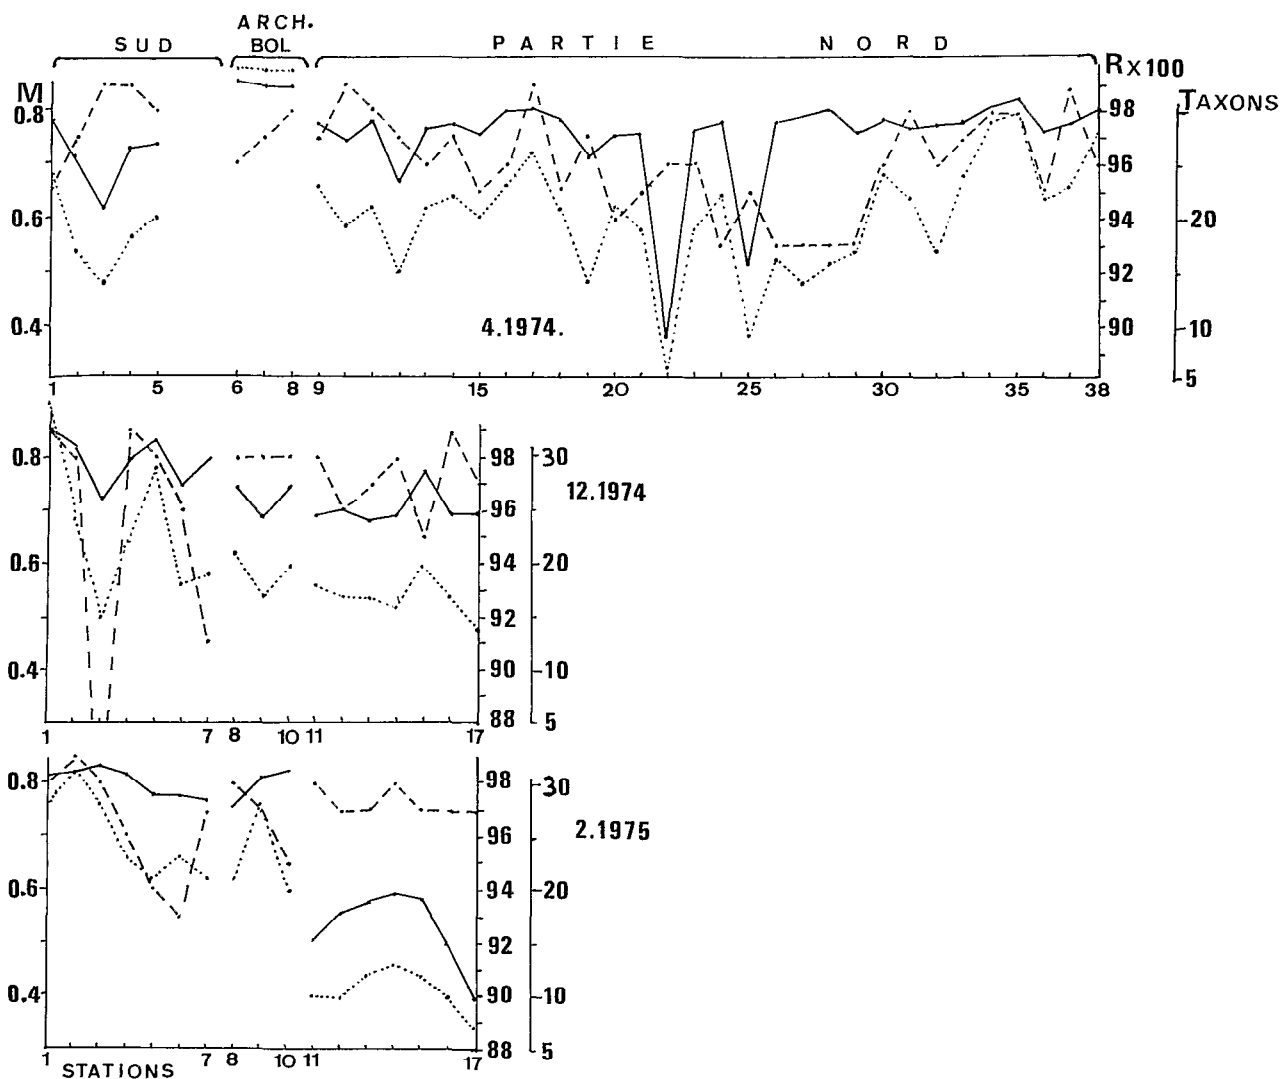 ARCH.
SUD BOL PARTIE NORD
M R x 100 TAXONS
0.8 98
96
0.6 94 20
92
0.4 4.1974. 90 10
5
1 5 6 8 9 15 20 25 30 35 38
0.8 98 30
12.1974
96
0.6 94 20
92
0.4 90 10
88 5
1 7 8 10 11 17
0.8 98 30
2.1975
96
0.6 94 20
92
0.4 90 10
88 5
1 7 8 10 11 17
STATIONS